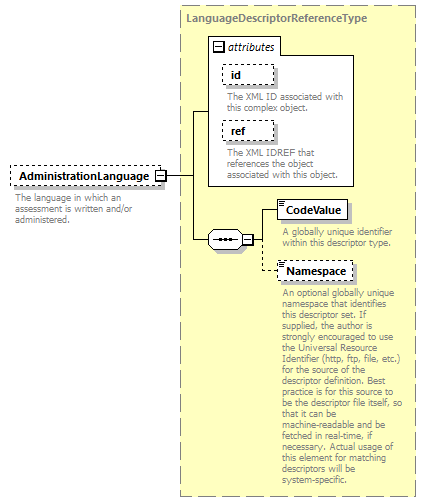 LanguageDescriptorReferenceType
attributes
id
The XML ID associated with
this complex object.
ref
The XML IDREF that
references the object
associated with this object.
AdministrationLanguage
The language in which an
assessment is written and/or
administered.
CodeValue
A globally unique identifier
within this descriptor type.
Namespace
An optional globally unique
namespace that identifies
this descriptor set. If
supplied, the author is
strongly encouraged to use
the Universal Resource
Identifier (http, ftp, file, etc.)
for the source of the
descriptor definition. Best
practice is for this source to
be the descriptor file itself, so
that it can be
machine-readable and be
fetched in real-time, if
necessary. Actual usage of
this element for matching
descriptors will be
system-specific.